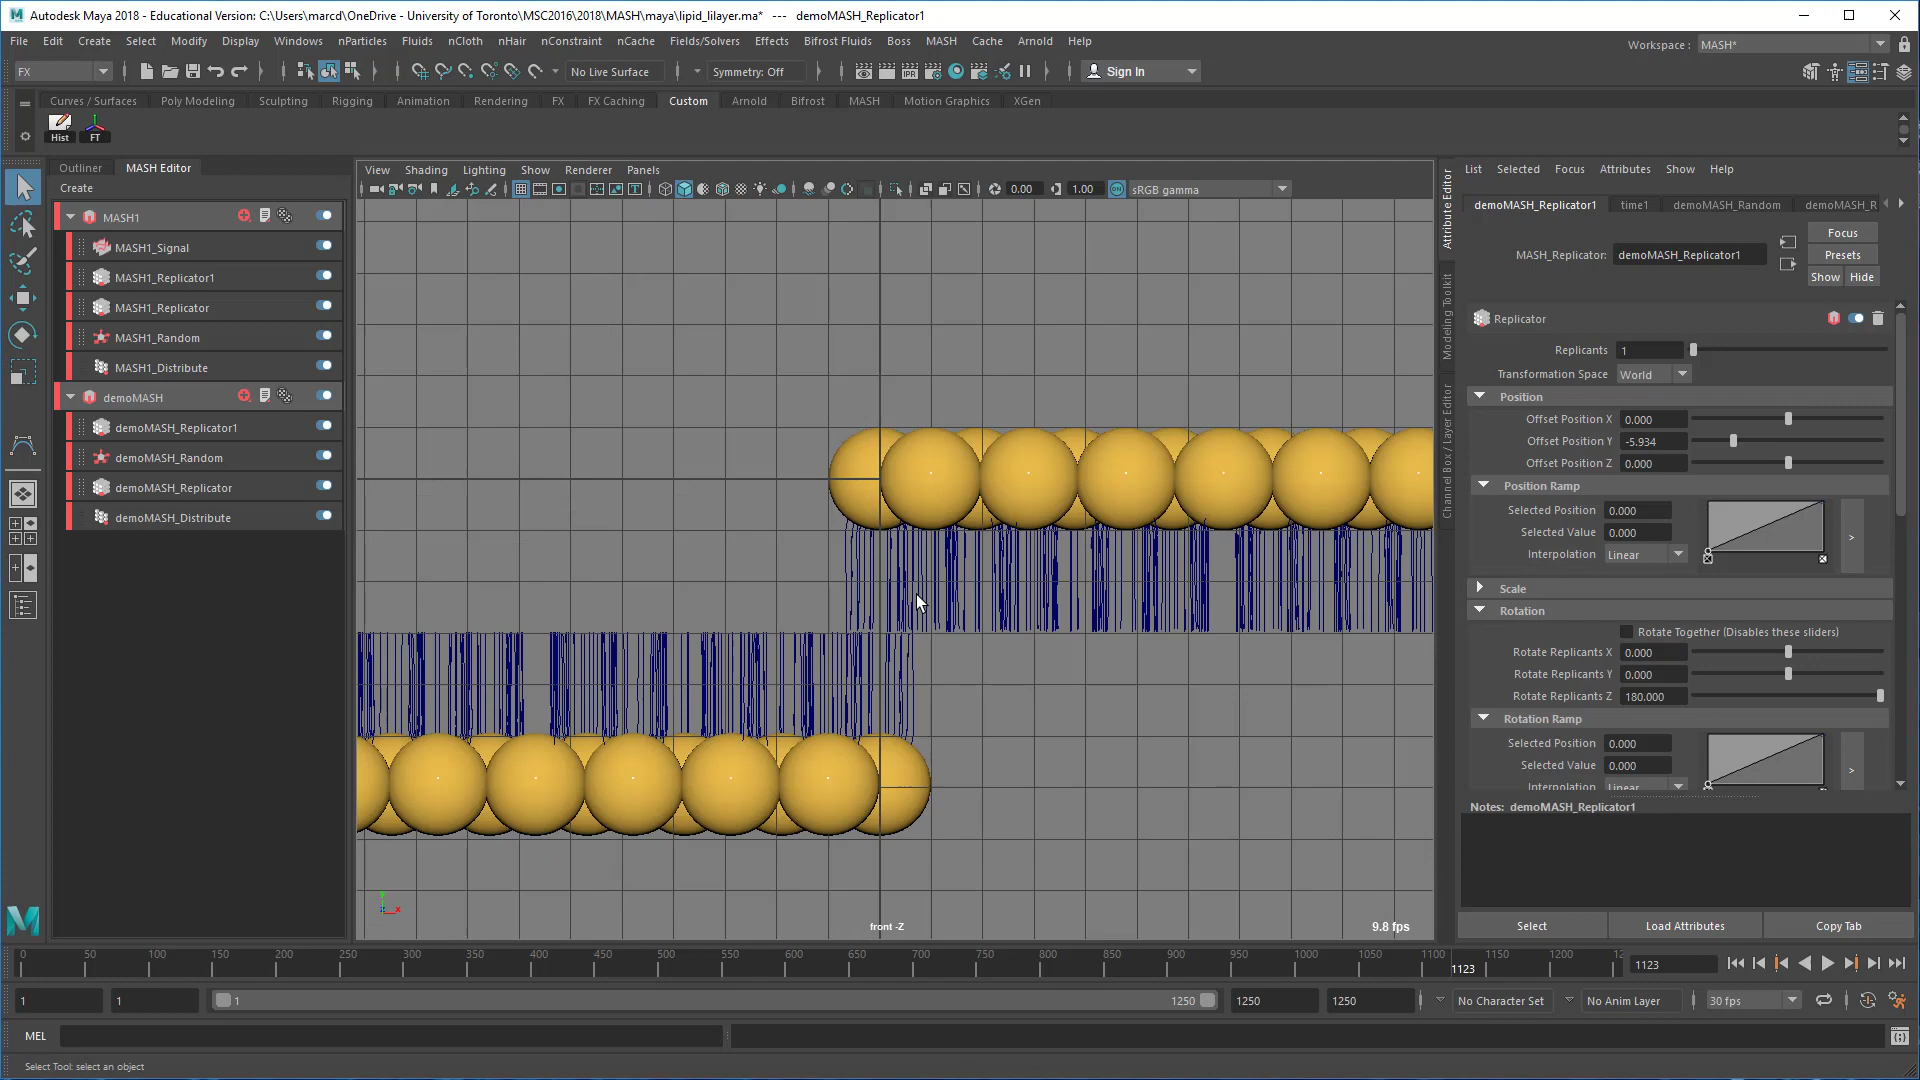 Autodesk Maya 2018 - Educational Version: C:\Users\marcd\OneDrive - University of Toronto\MSC2016\2018\MASH\maya\lipid_lilayer.ma* --- demoMASH_Replicator1
File Edit Create Select Modify Display Windows nParticles Fluids nCloth nHair nConstraint nCache Fields/Solvers Effects Bifrost Fluids Boss MASH Cache Arnold Help
Workspace : MASH*
FX No Live Surface Symmetry: Off IPR Sign In
Curves / Surfaces Poly Modeling Sculpting Rigging Animation Rendering FX FX Caching Custom Arnold Bifrost MASH Motion Graphics XGen
Hist FT
Outliner MASH Editor
Create
MASH1
MASH1_Signal
MASH1_Replicator1
MASH1_Replicator
MASH1_Random
MASH1_Distribute
demoMASH
demoMASH_Replicator1
demoMASH_Random
demoMASH_Replicator
demoMASH_Distribute
View Shading Lighting Show Renderer Panels
0.00 1.00 sRGB gamma
y
x
front -Z
9.8 fps
Attribute Editor
Modeling Toolkit
Channel Box / Layer Editor
List Selected Focus Attributes Show Help
demoMASH_Replicator1 time1 demoMASH_Random demoMASH_R
Focus
MASH_Replicator: demoMASH_Replicator1
Presets
Show Hide
Replicator
Replicants 1
Transformation Space World
Position
Offset Position X 0.000
Offset Position Y -5.934
Offset Position Z 0.000
Position Ramp
Selected Position 0.000
Selected Value 0.000
Interpolation Linear
>
Scale
Rotation
Rotate Together (Disables these sliders)
Rotate Replicants X 0.000
Rotate Replicants Y 0.000
Rotate Replicants Z 180.000
Rotation Ramp
Selected Position 0.000
Selected Value 0.000
Interpolation Linear
>
Notes: demoMASH_Replicator1
Select Load Attributes Copy Tab
0 50 100 150 200 250 300 350 400 450 500 550 600 650 700 750 800 850 900 950 1000 1050 1100 1123 1150 1200 12
1123
1 1 1 1250 1250 1250 No Character Set No Anim Layer 30 fps
MEL
Select Tool: select an object